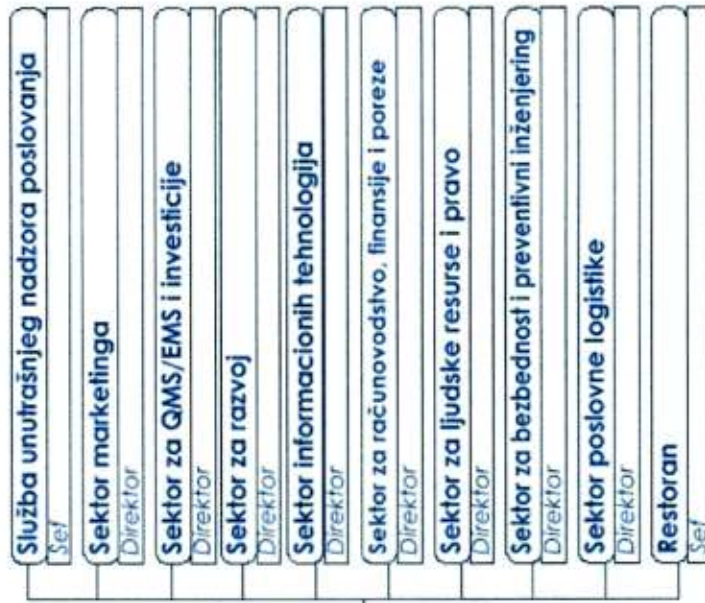 Služba unutrašnjeg nadzora poslovanja
Šef
Sektor marketinga
Direktor
Sektor za QMS/EMS i investicije
Direktor
Sektor za razvoj
Direktor
Sektor informacionih tehnologija
Direktor
Sektor za računovodstvo, finansije i poreze
Direktor
Sektor za ljudske resurse i pravo
Direktor
Sektor za bezbednost i preventivni inženjering
Direktor
Sektor poslovne logistike
Direktor
Restoran
Šef